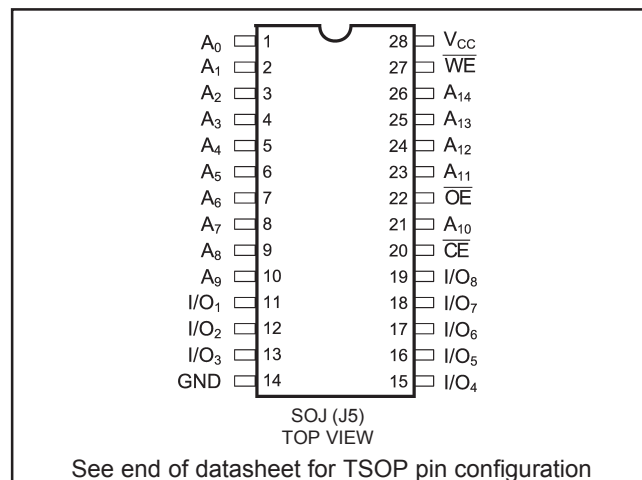 A0 1 28 VCC
A1 2 27 WE
A2 3 26 A14
A3 4 25 A13
A4 5 24 A12
A5 6 23 A11
A6 7 22 OE
A7 8 21 A10
A8 9 20 CE
A9 10 19 I/O8
I/O1 11 18 I/O7
I/O2 12 17 I/O6
I/O3 13 16 I/O5
GND 14 15 I/O4
SOJ (J5)
TOP VIEW
See end of datasheet for TSOP pin configuration